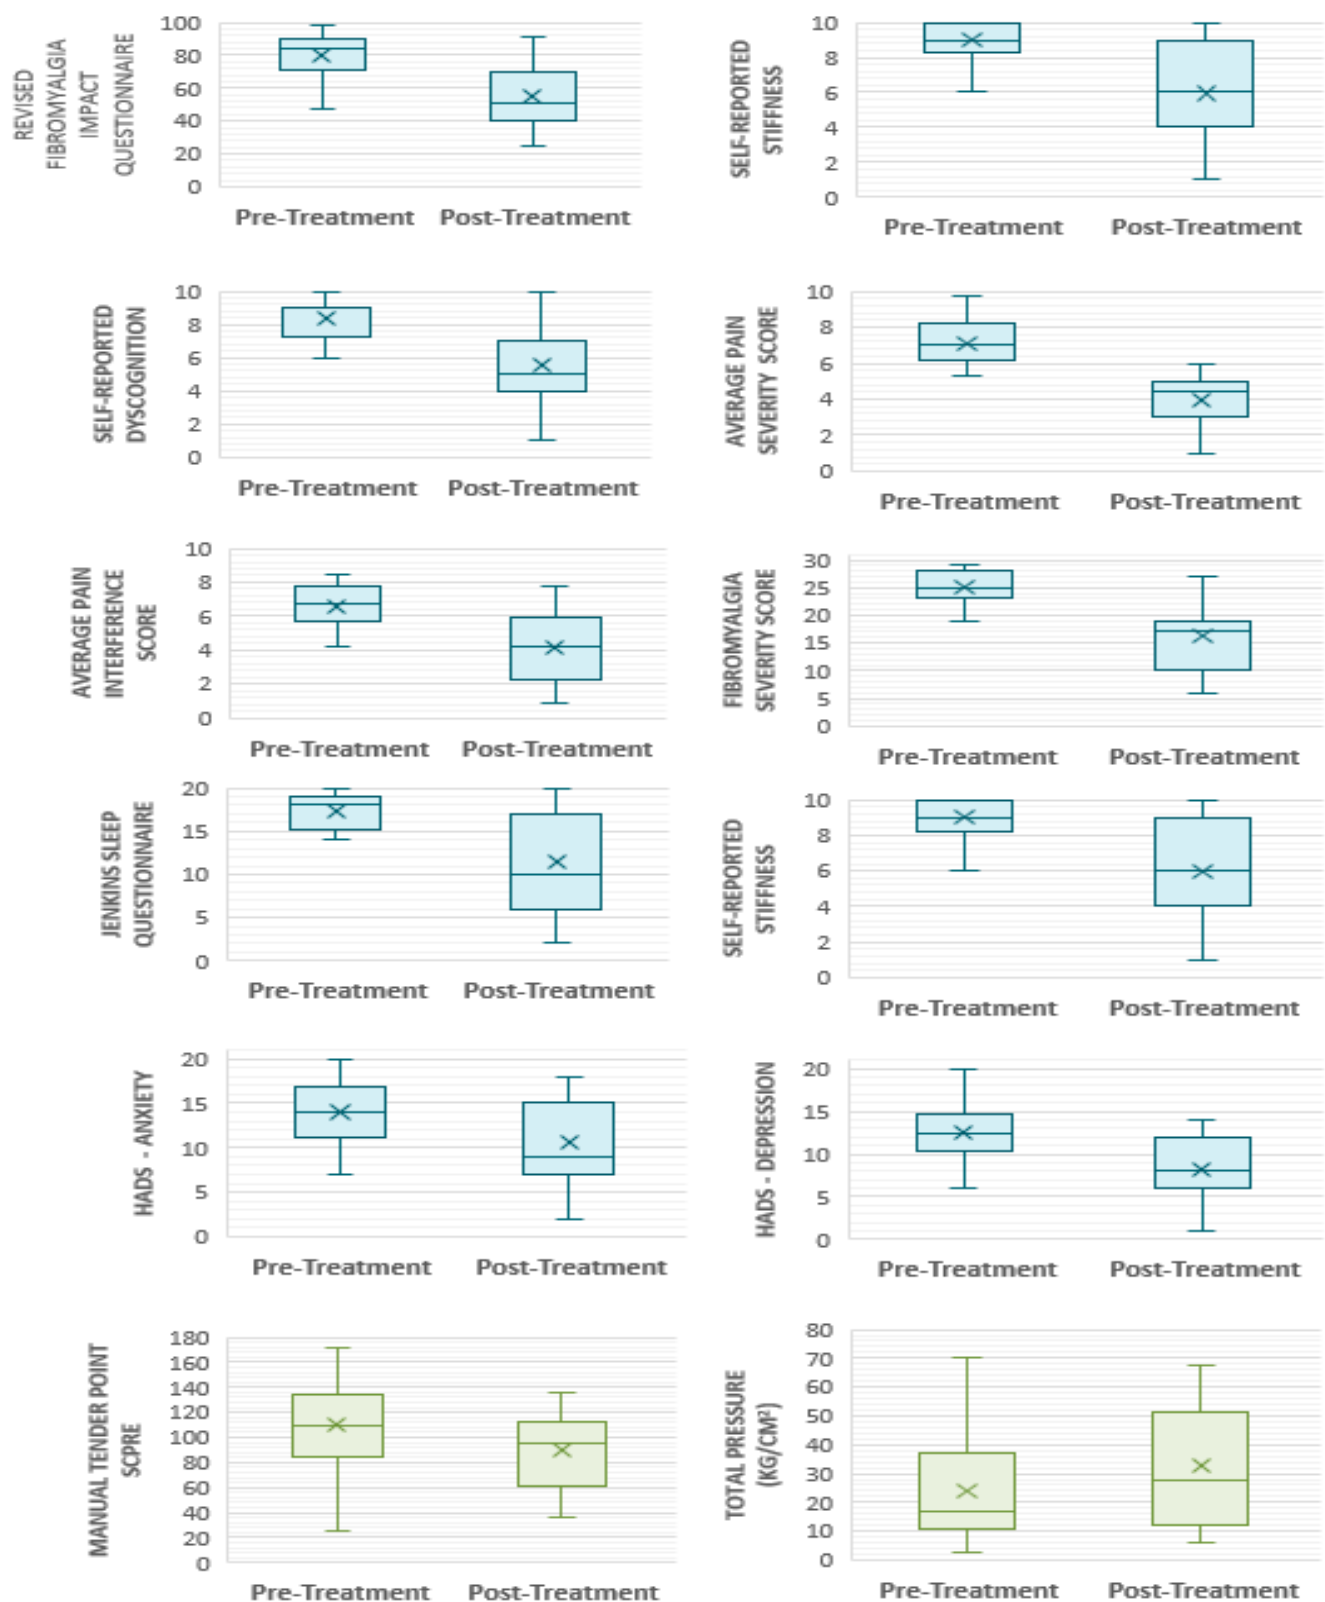 REVISED
FIBROMYALGIA
IMPACT
QUESTIONNAIRE
100
80
60
40
20
0
Pre-Treatment Post-Treatment
SELF-REPORTED
STIFFNESS
10
8
6
4
2
0
Pre-Treatment Post-Treatment
SELF-REPORTED
DYSCOGNITION
10
8
6
4
2
0
Pre-Treatment Post-Treatment
AVERAGE PAIN
SEVERITY SCORE
10
8
6
4
2
0
Pre-Treatment Post-Treatment
AVERAGE PAIN
INTERFERENCE
SCORE
10
8
6
4
2
0
Pre-Treatment Post-Treatment
FIBROMYALGIA
SEVERITY SCORE
30
25
20
15
10
5
0
Pre-Treatment Post-Treatment
JENKINS SLEEP
QUESTIONNAIRE
20
15
10
5
0
Pre-Treatment Post-Treatment
SELF-REPORTED
STIFFNESS
10
8
6
4
2
0
Pre-Treatment Post-Treatment
HADS - ANXIETY
20
15
10
5
0
Pre-Treatment Post-Treatment
HADS - DEPRESSION
20
15
10
5
0
Pre-Treatment Post-Treatment
MANUAL TENDER POINT
SCPRE
180
160
140
120
100
80
60
40
20
0
Pre-Treatment Post-Treatment
TOTAL PRESSURE
(KG/CM²)
80
70
60
50
40
30
20
10
0
Pre-Treatment Post-Treatment